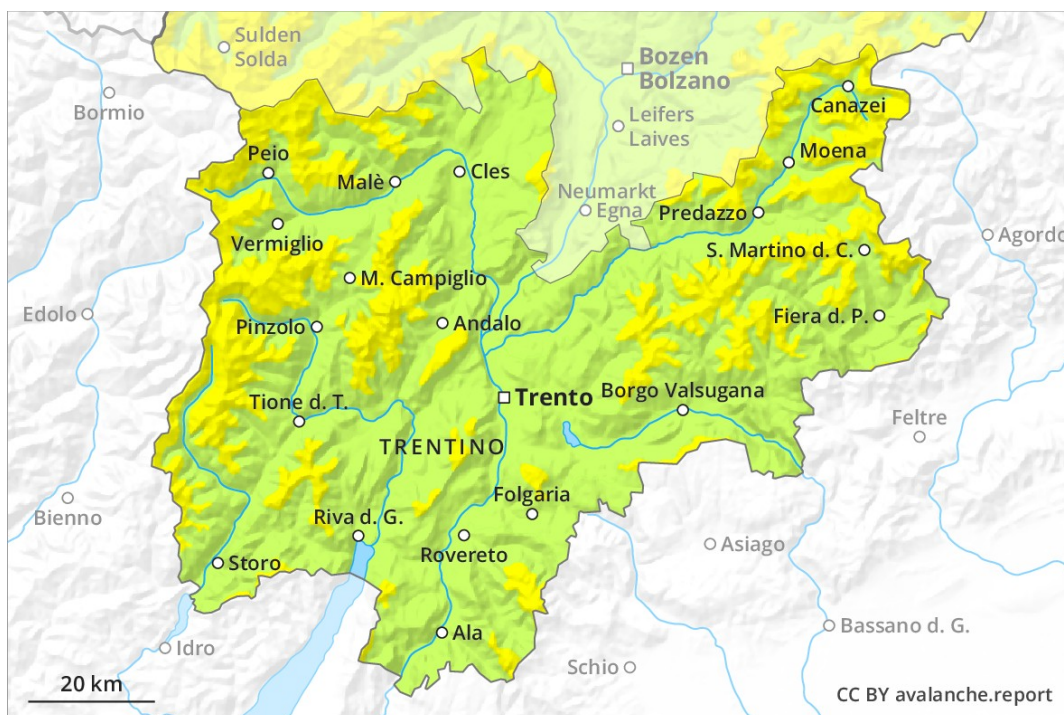 Sulden
Solda
Bozen
Bolzano
Bormio
Canazei
Leifers
Laives
Peio
Moena
Malè
Cles
Neumarkt
Egna
Predazzo
Vermiglio
Agordo
S. Martino d. C.
M. Campiglio
Edolo
Pinzolo
Andalo
Fiera d. P.
Trento
Borgo Valsugana
Tione d. T.
Feltre
TRENTINO
Bienno
Folgaria
Riva d. G.
Asiago
Storo
Rovereto
Ala
Bassano d. G.
Idro
Schio
20 km
CC BY avalanche.report